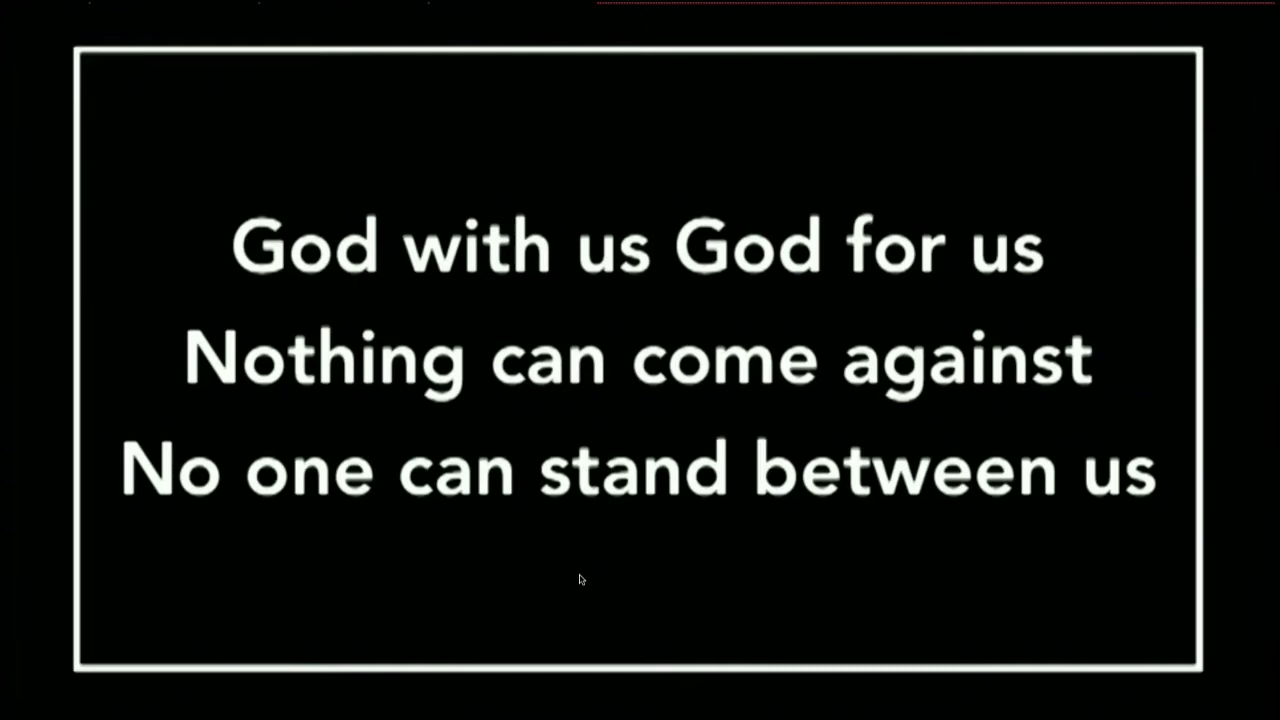 God with us God for us
Nothing can come against
No one can stand between us